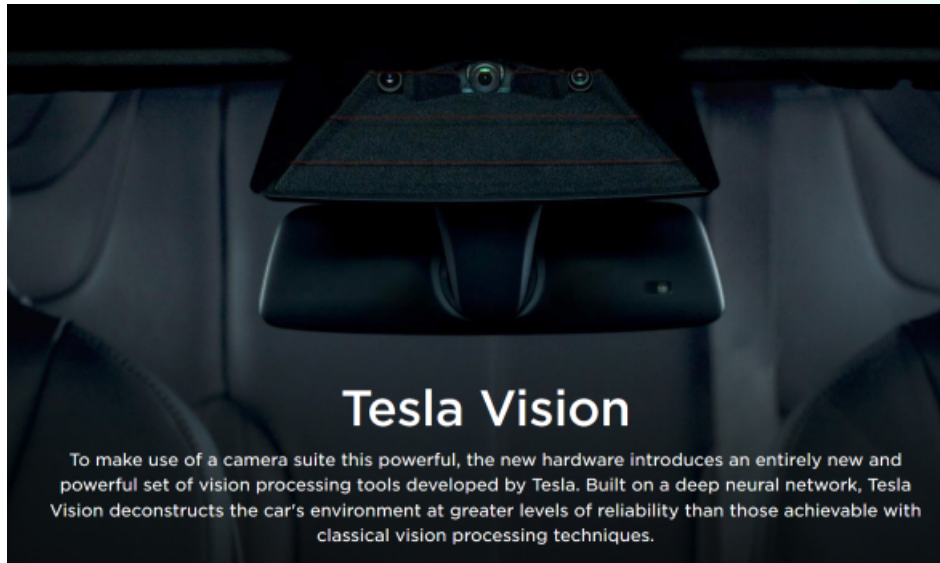 Tesla Vision
To make use of a camera suite this powerful, the new hardware introduces an entirely new and
powerful set of vision processing tools developed by Tesla. Built on a deep neural network, Tesla
Vision deconstructs the car's environment at greater levels of reliability than those achievable with
classical vision processing techniques.